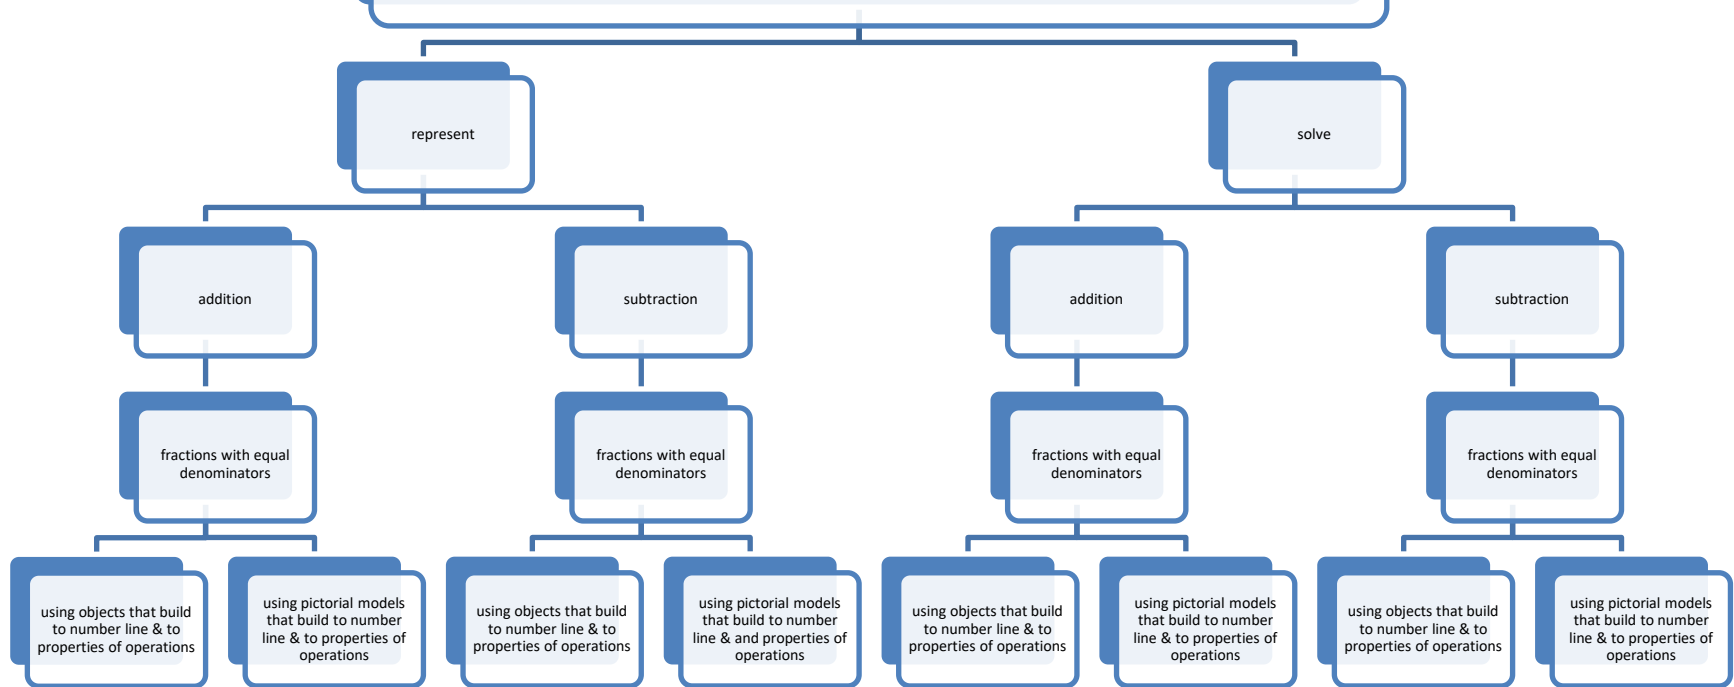 represent
solve
addition
subtraction
addition
subtraction
fractions with equal
denominators
fractions with equal
denominators
fractions with equal
denominators
fractions with equal
denominators
using objects that build
to number line & to
properties of operations
using pictorial models
that build to number
line & to properties of
operations
using objects that build
to number line & to
properties of operations
using pictorial models
that build to number
line & and properties of
operations
using objects that build
to number line & to
properties of operations
using pictorial models
that build to number
line & to properties of
operations
using objects that build
to number line & to
properties of operations
using pictorial models
that build to number
line & to properties of
operations